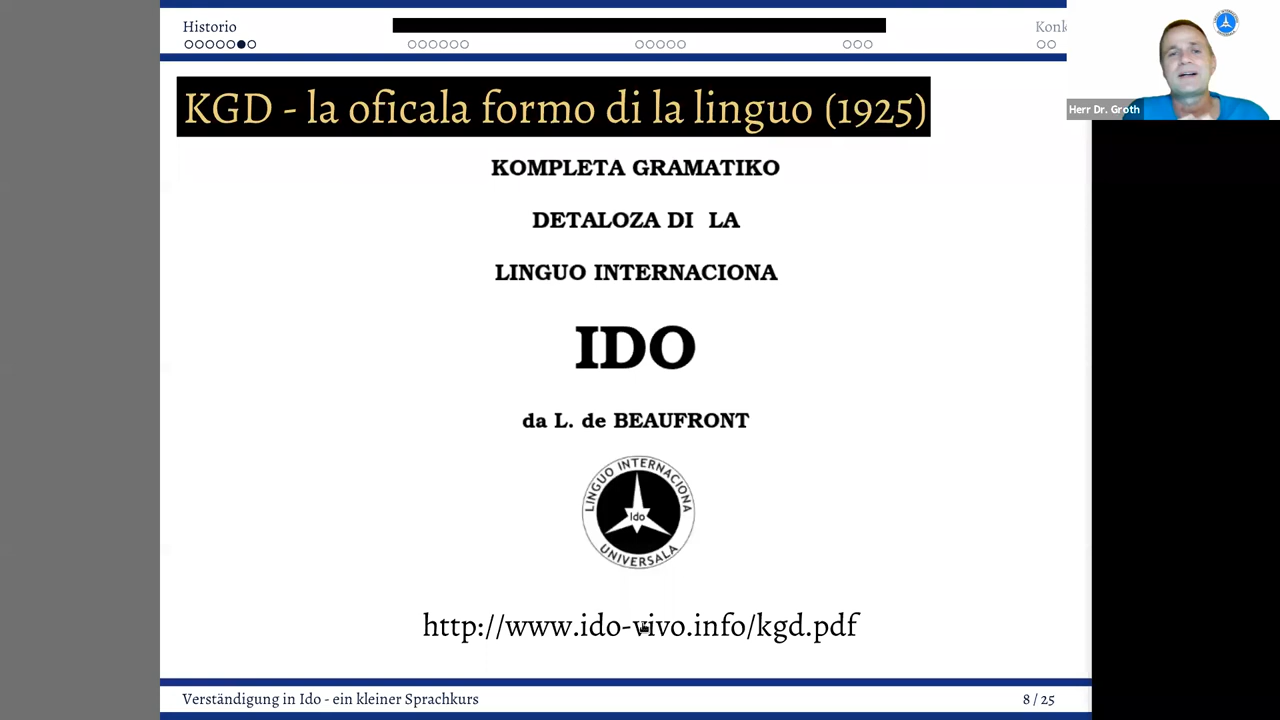 Historio
Konk
KGD - la oficala formo di la linguo (1925)
KOMPLETA GRAMATIKO
DETALOZA DI LA
LINGUO INTERNACIONA
IDO
da L. de BEAUFRONT
LINGUO INTERNACIONA
Ido
UNIVERSALA
http://www.ido-vivo.info/kgd.pdf
Verständigung in Ido - ein kleiner Sprachkurs
8 / 25
Herr Dr. Groth